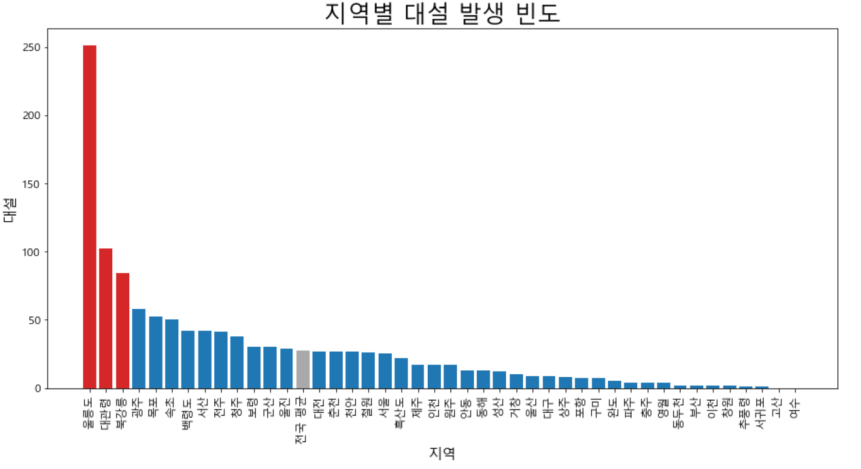 지역별 대설 발생 빈도
대설
250
200
150
100
50
0
울릉도
대관령
북강릉
광주
목포
속초
백령도
서산
전주
청주
보령
군산
울진
전국 평균
대전
춘천
천안
철원
서울
흑산도
제주
인천
원주
안동
동해
성산
거창
울산
대구
상주
포항
구미
완도
파주
충주
영월
동두천
부산
이천
창원
추풍령
서귀포
고산
여수
지역